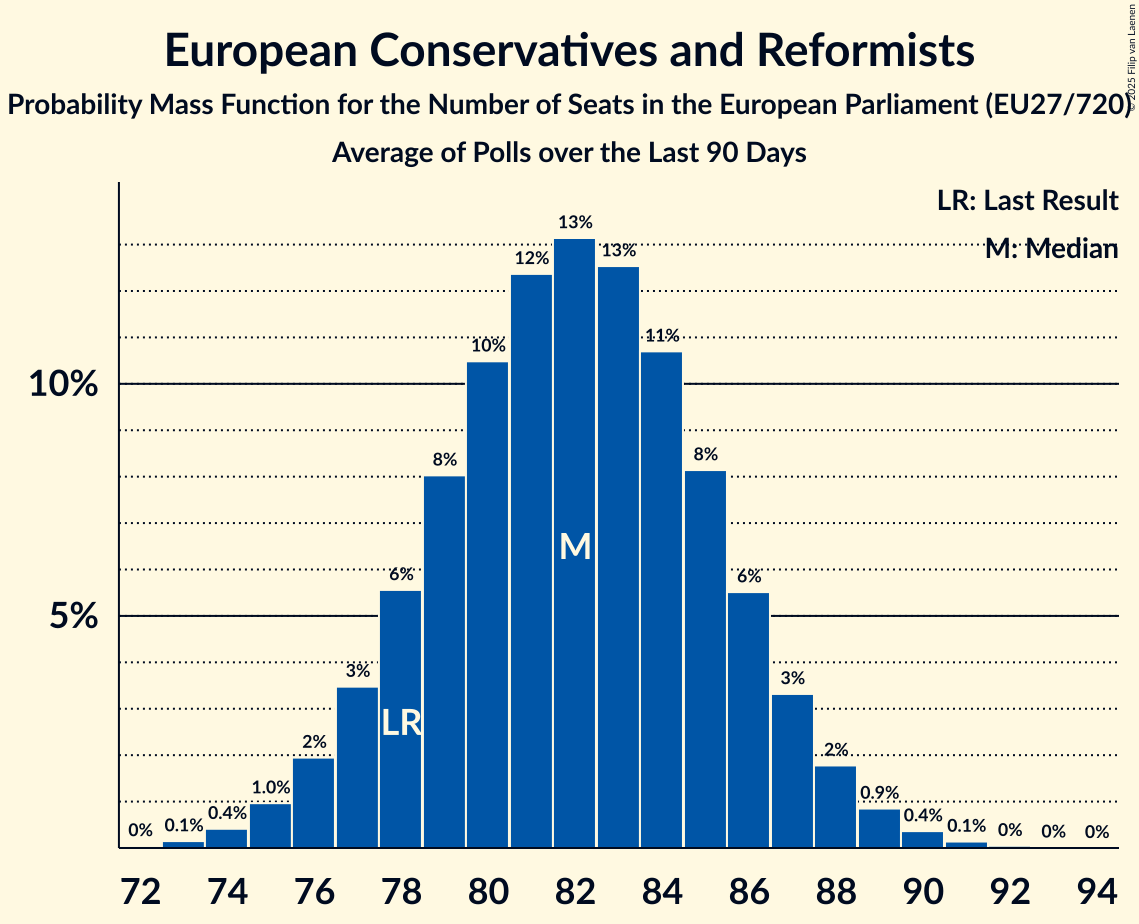 European Conservatives and Reformists
Probability Mass Function for the Number of Seats in the European Parliament (EU27/720)
Average of Polls over the Last 90 Days
© 2025 Filip van Laenen
LR: Last Result
M: Median
10%
5%
0%
0.1%
0.4%
1.0%
2%
3%
6%
8%
10%
12%
13%
13%
11%
8%
6%
3%
2%
0.9%
0.4%
0.1%
0%
0%
0%
LR
M
72 74 76 78 80 82 84 86 88 90 92 94